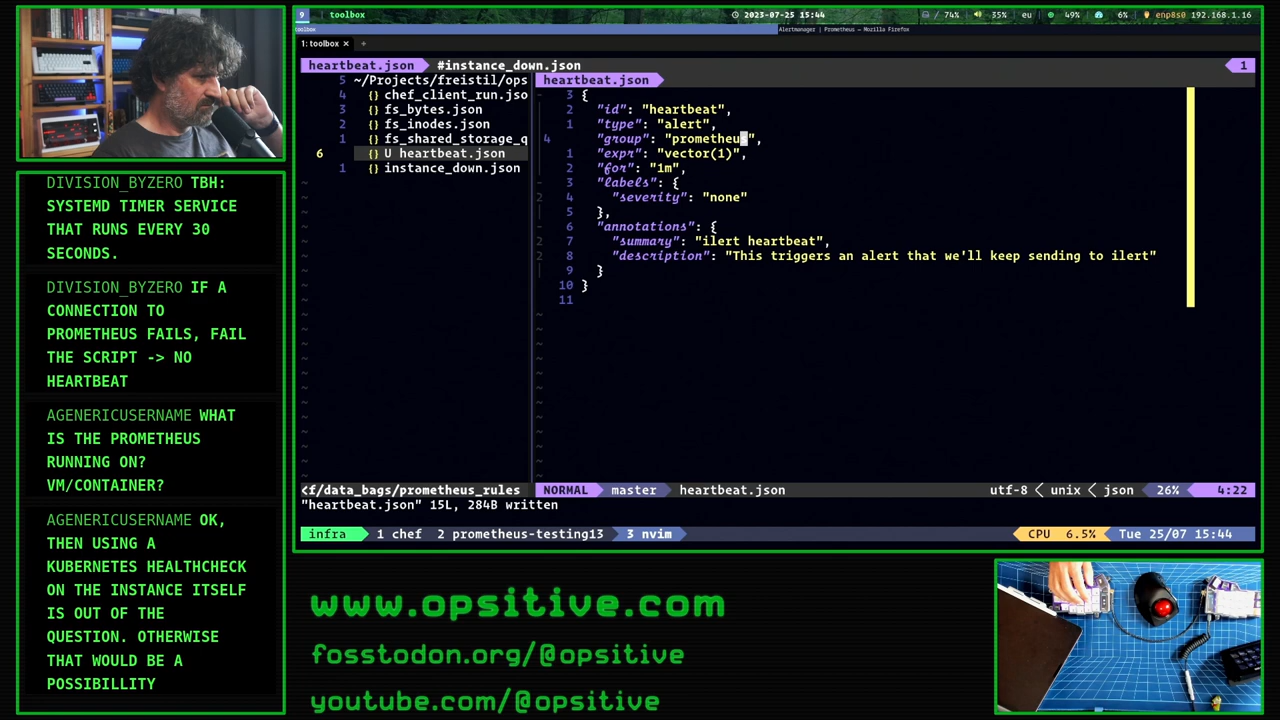 9 toolbox 2023-07-25 15:44 / 74% 35% eu 49% 6% enp8s0 192.168.1.16
toolbox Alertmanager | Prometheus — Mozilla Firefox
1: toolbox × +
heartbeat.json #instance_down.json 1
5 ~/Projects/freistil/ops
4 {} chef_client_run.jso
3 {} fs_bytes.json
2 {} fs_inodes.json
1 {} fs_shared_storage_q
6 {} U heartbeat.json
1 {} instance_down.json
heartbeat.json
3 {
2 "id": "heartbeat",
1 "type": "alert",
4 "group": "prometheus",
1 "expr": "vector(1)",
2 "for": "1m",
3 "labels": {
2 4 "severity": "none"
5 },
6 "annotations": {
2 7 "summary": "ilert heartbeat",
2 8 "description": "This triggers an alert that we'll keep sending to ilert"
9 }
10 }
11
<f/data_bags/prometheus_rules NORMAL master heartbeat.json utf-8 < unix < json 26% 4:22
"heartbeat.json" 15L, 284B written
infra 1 chef 2 prometheus-testing13 3 nvim CPU 6.5% Tue 25/07 15:44
DIVISION_BYZERO TBH:
SYSTEMD TIMER SERVICE
THAT RUNS EVERY 30
SECONDS.
DIVISION_BYZERO IF A
CONNECTION TO
PROMETHEUS FAILS, FAIL
THE SCRIPT -> NO
HEARTBEAT
AGENERICUSERNAME WHAT
IS THE PROMETHEUS
RUNNING ON?
VM/CONTAINER?
AGENERICUSERNAME OK,
THEN USING A
KUBERNETES HEALTHCHECK
ON THE INSTANCE ITSELF
IS OUT OF THE
QUESTION. OTHERWISE
THAT WOULD BE A
POSSIBILLITY
www.opsitive.com
fosstodon.org/@opsitive
youtube.com/@opsitive